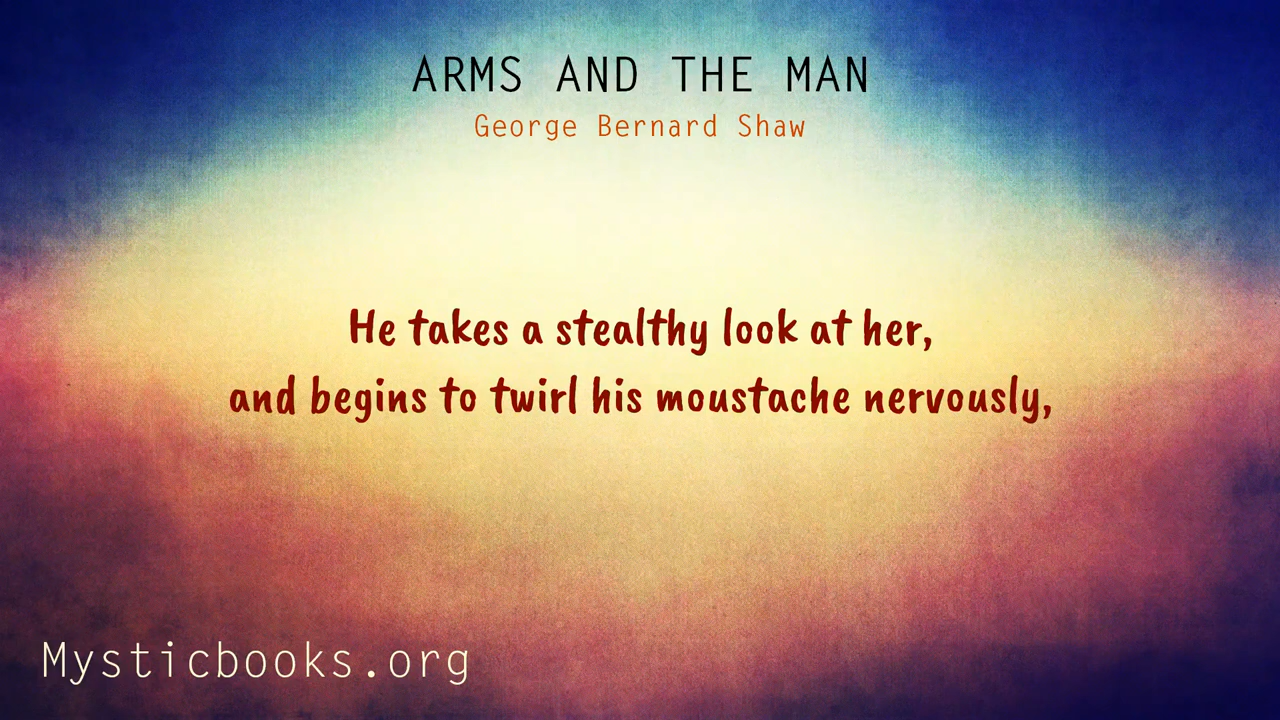 ARMS AND THE MAN
George Bernard Shaw
He takes a stealthy look at her,
and begins to twirl his moustache nervously,
Mysticbooks.org